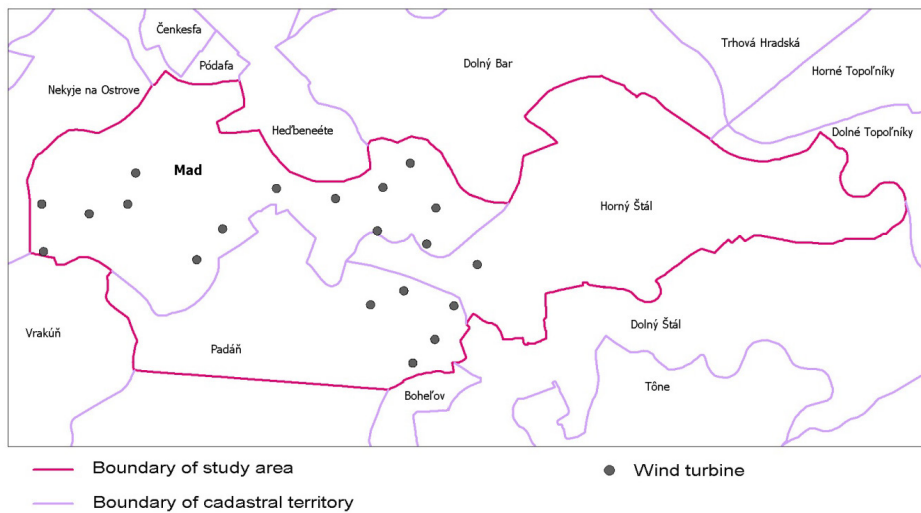 Čenkesfa
Trhová Hradská
Pódafa
Dolný Bar
Horné Topoľníky
Nekyje na Ostrove
Heďbeneéte
Dolné Topoľníky
Mad
Horný Štál
Vrakúň
Padáň
Dolný Štál
Boheľov
Tône
Boundary of study area
Wind turbine
Boundary of cadastral territory